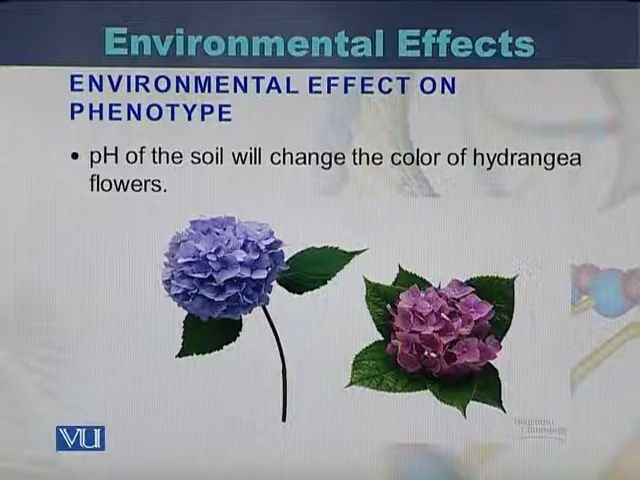 Environmental Effects
ENVIRONMENTAL EFFECT ON
PHENOTYPE
• pH of the soil will change the color of hydrangea
flowers.
VU